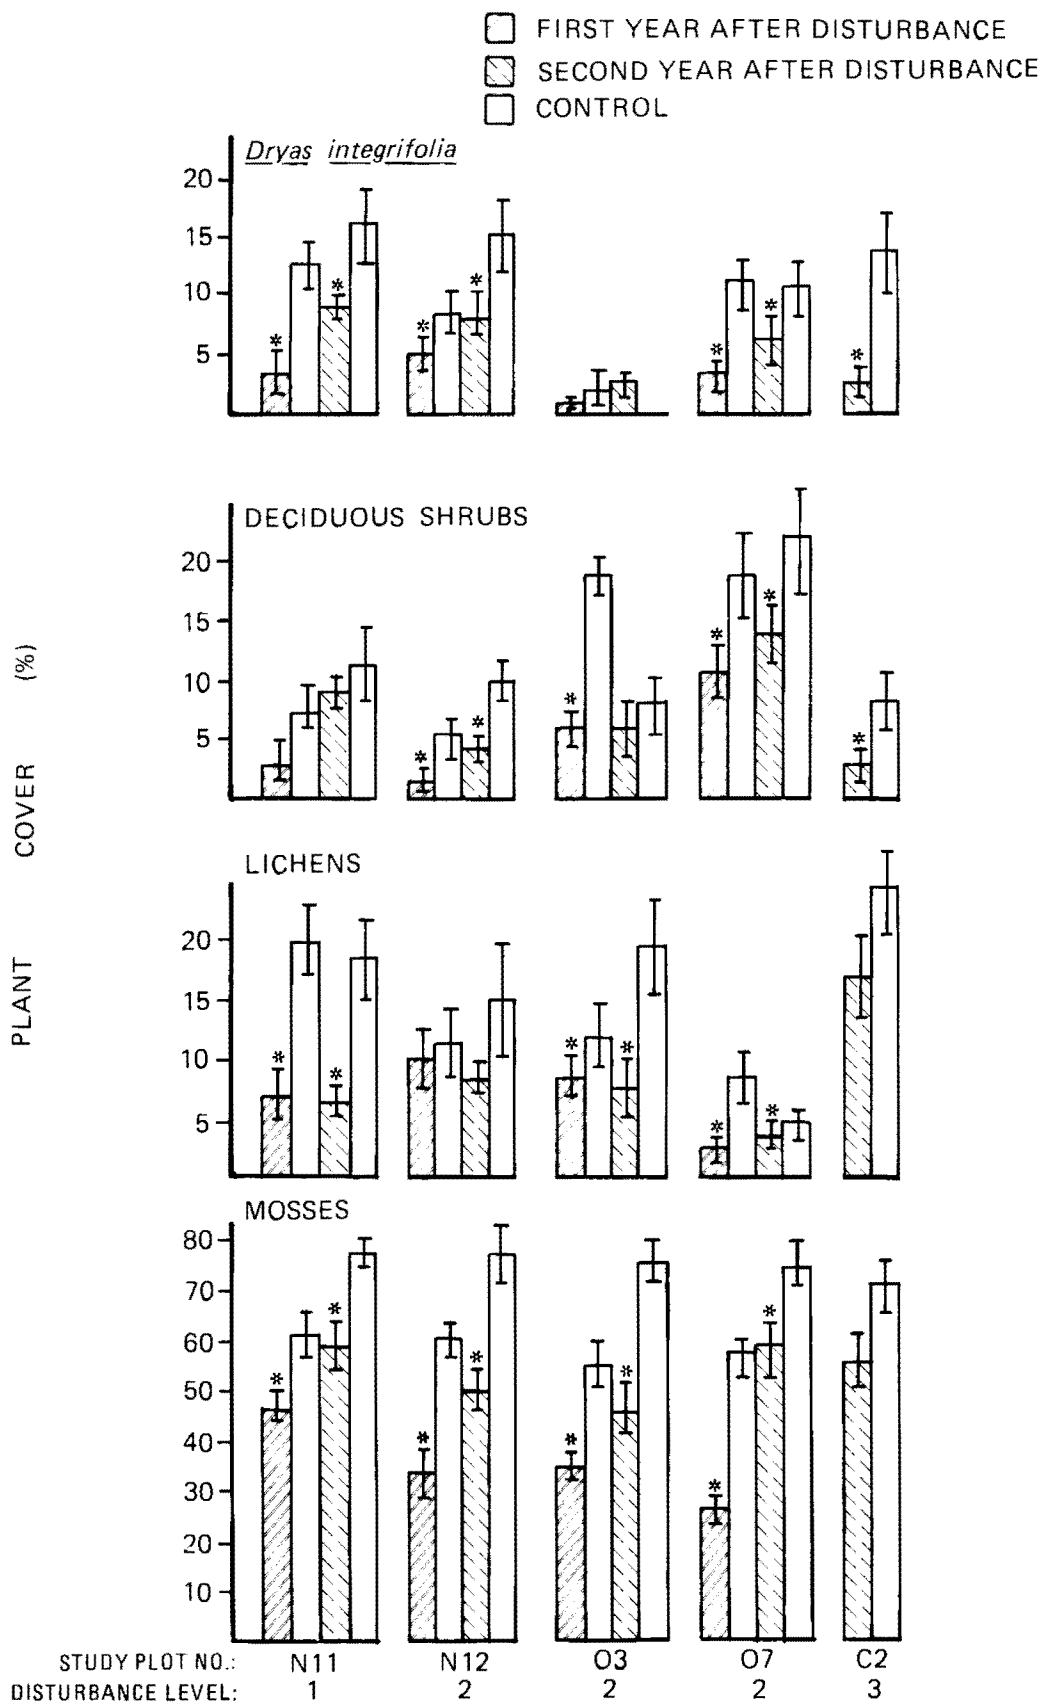 FIRST YEAR AFTER DISTURBANCE
SECOND YEAR AFTER DISTURBANCE
CONTROL
Dryas integrifolia
20
15
10
5
* * * * * * *
DECIDUOUS SHRUBS
20
15
10
5
* * * * * *
LICHENS
20
15
10
5
* * * * * *
MOSSES
80
70
60
50
40
30
20
10
* * * * * * * *
PLANT COVER (%)
STUDY PLOT NO.: N11 N12 O3 O7 C2
DISTURBANCE LEVEL: 1 2 2 2 3